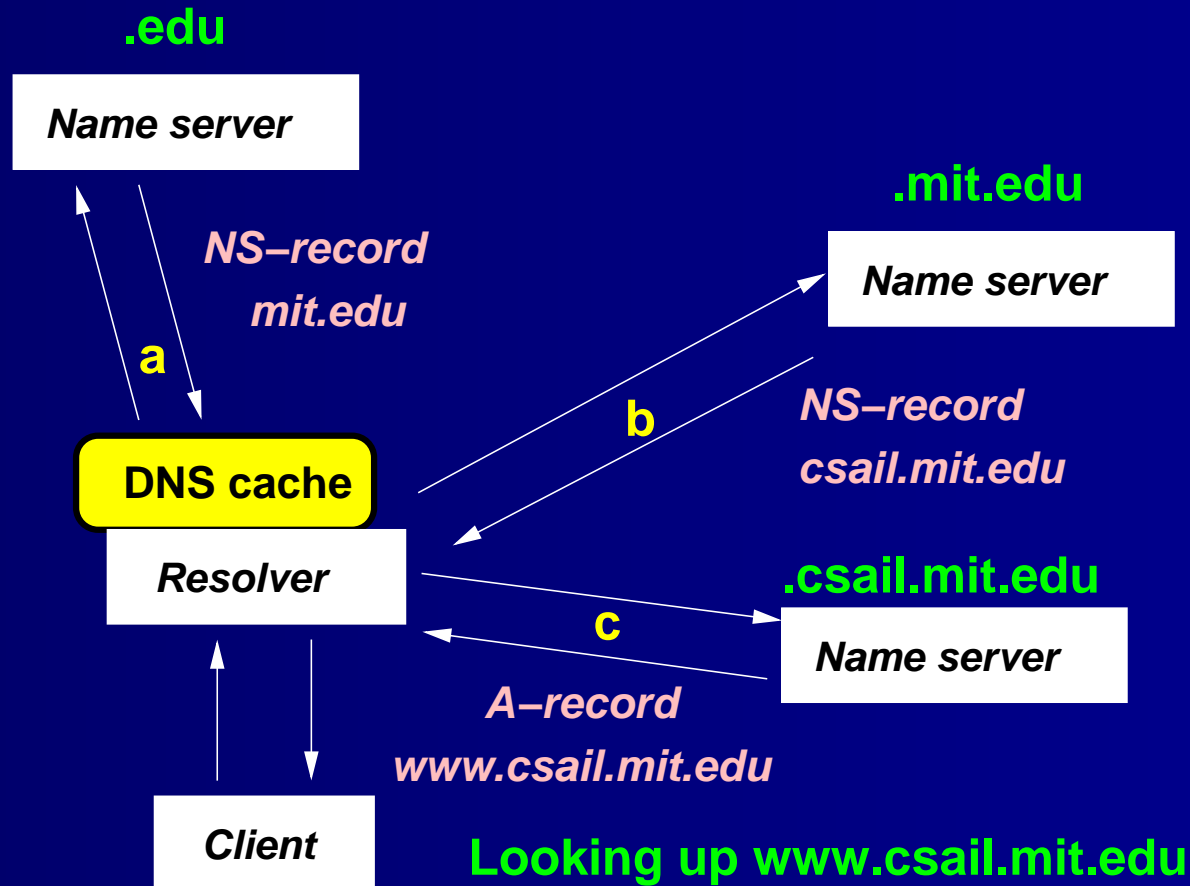 .edu
Name server
NS–record
mit.edu
a
.mit.edu
Name server
NS–record
csail.mit.edu
b
DNS cache
Resolver
.csail.mit.edu
Name server
c
A–record
www.csail.mit.edu
Client
Looking up www.csail.mit.edu